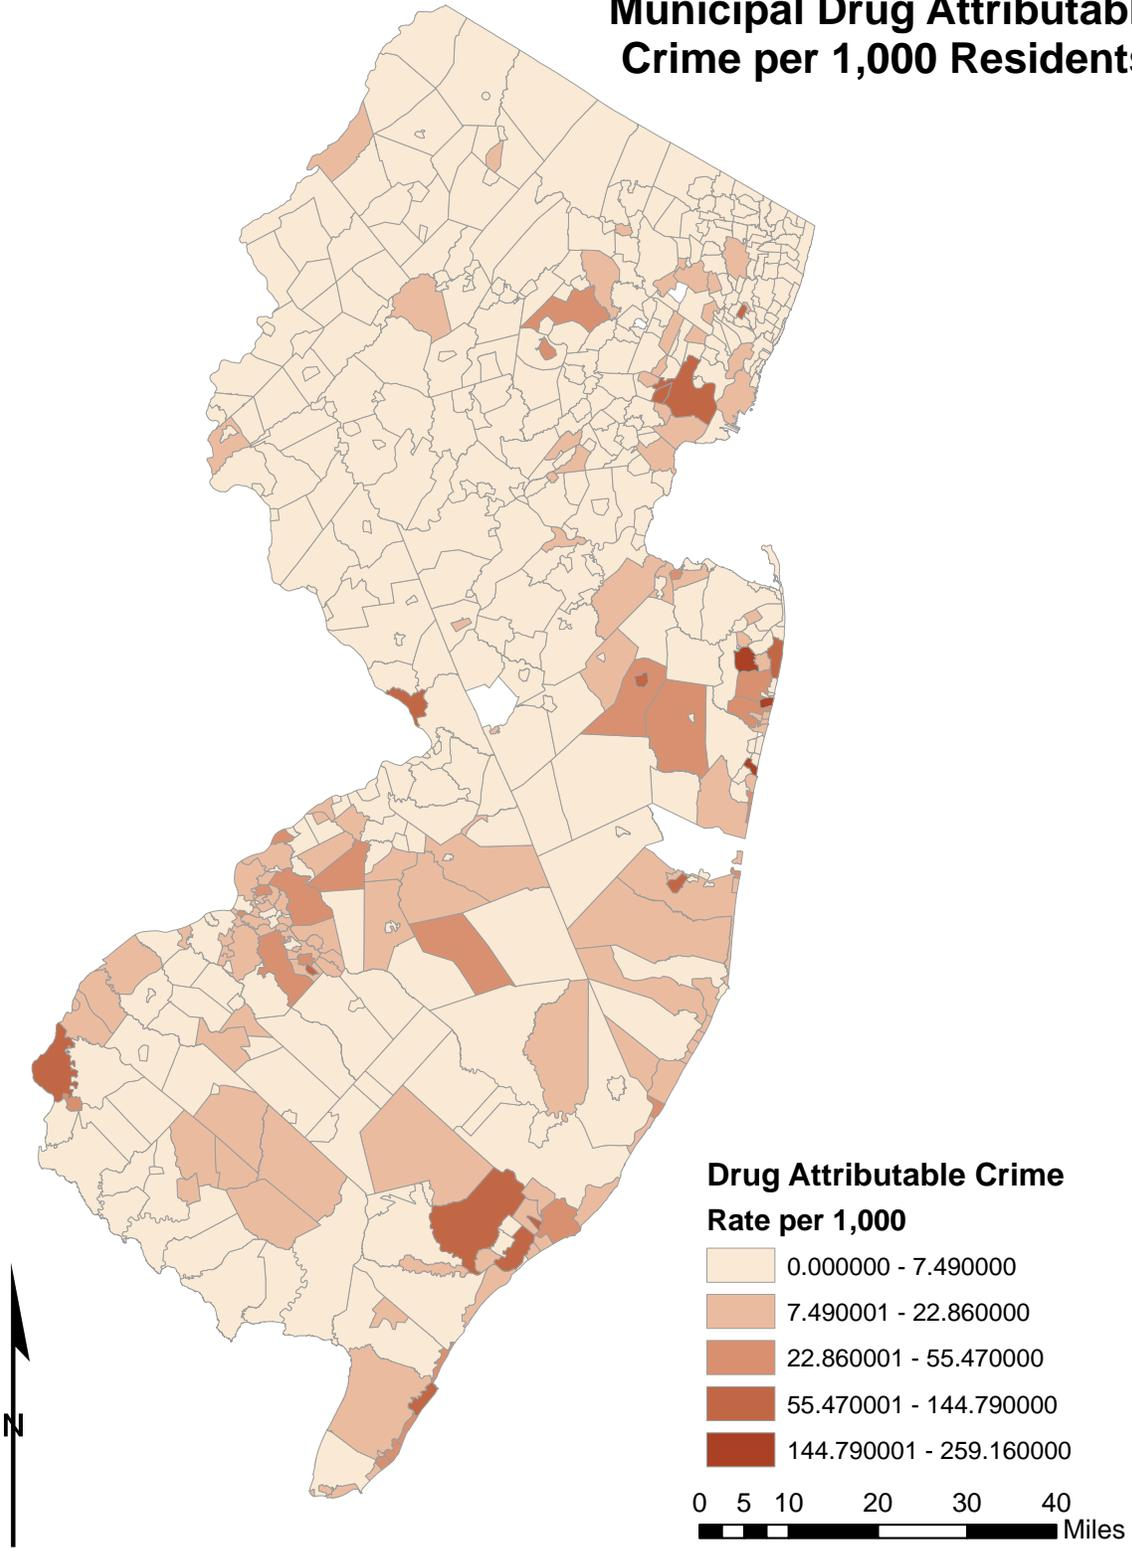 Municipal Drug Attributabl
Crime per 1,000 Residents
Drug Attributable Crime
Rate per 1,000
0.000000 - 7.490000
7.490001 - 22.860000
22.860001 - 55.470000
55.470001 - 144.790000
144.790001 - 259.160000
0 5 10 20 30 40
Miles
N